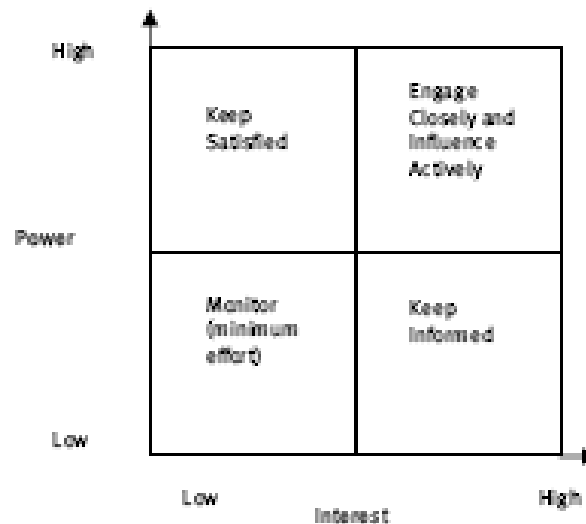 High
Keep
Satisfied
Engage
Closely and
Influence
Actively
Power
Monitor
(minimum
effort)
Keep
Informed
Low
Low
High
Interest